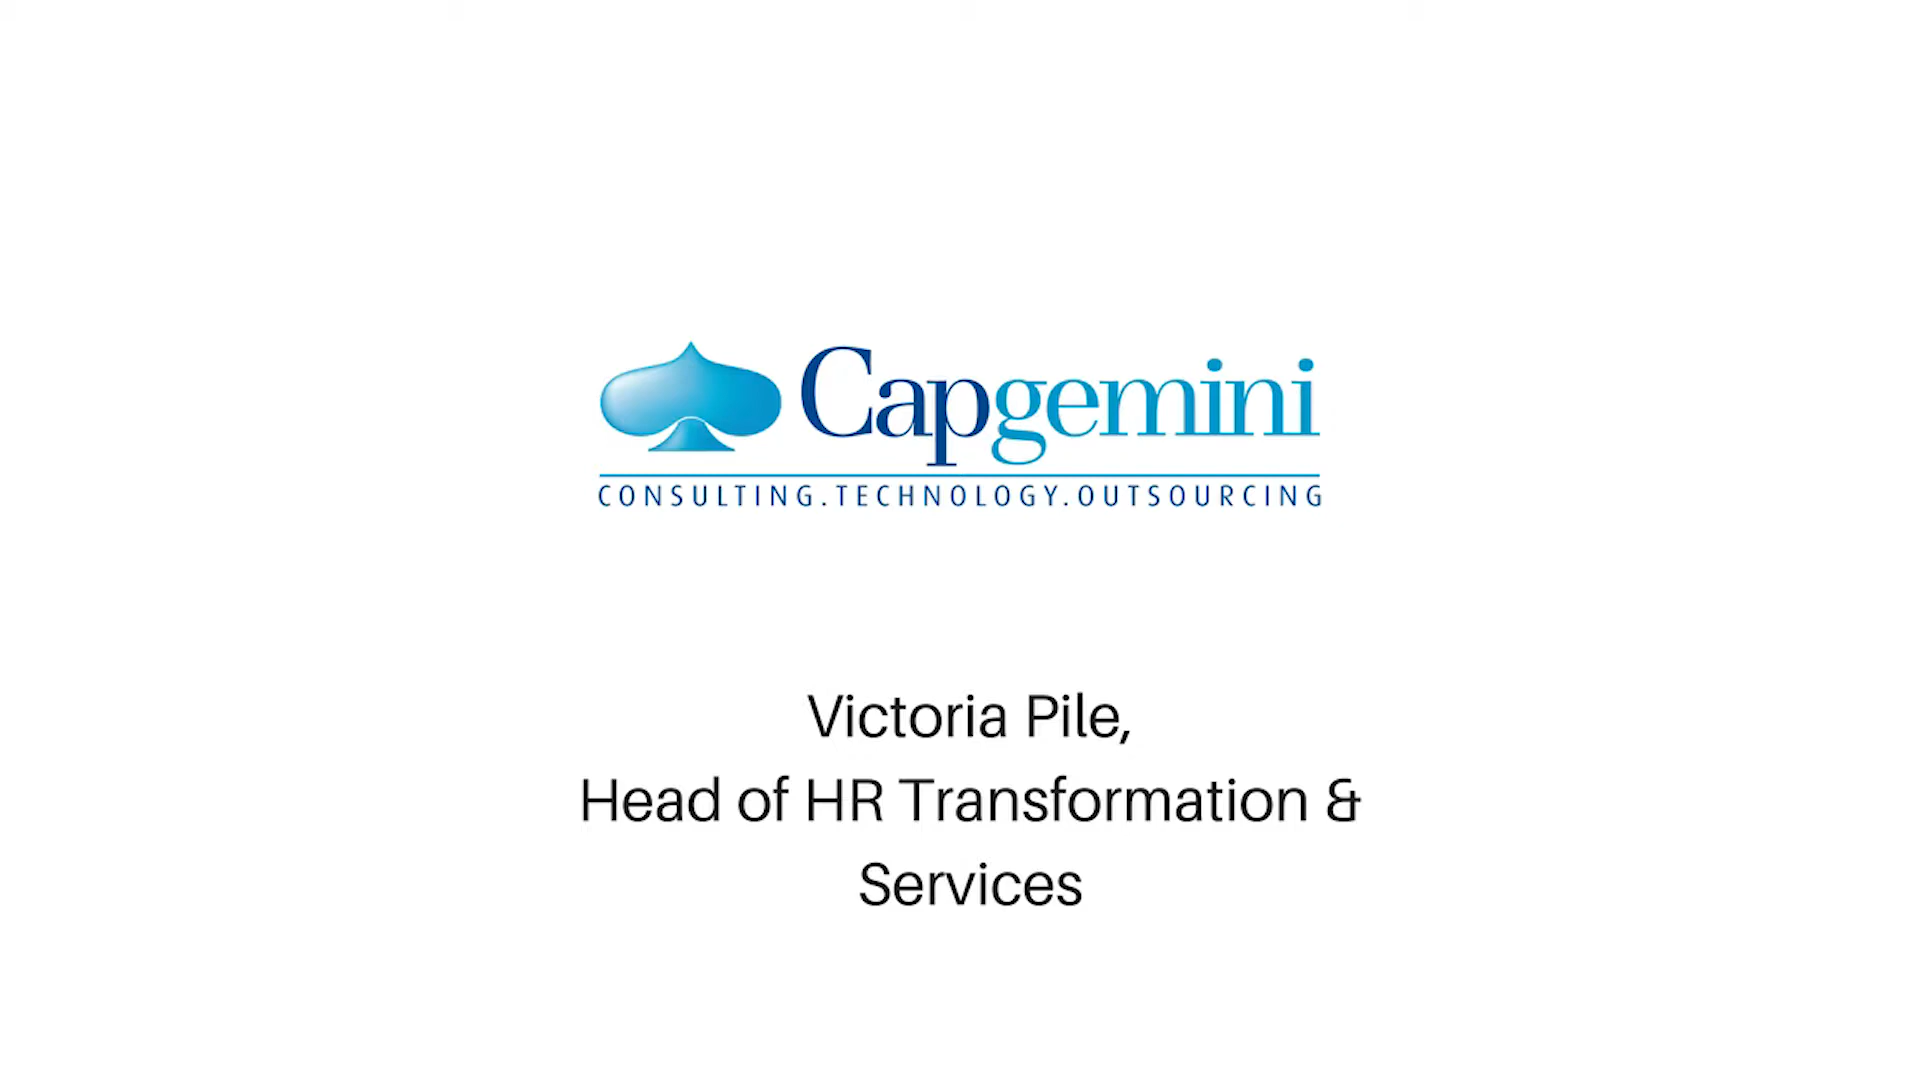 Capgemini
CONSULTING.TECHNOLOGY.OUTSOURCING
Victoria Pile,
Head of HR Transformation &
Services